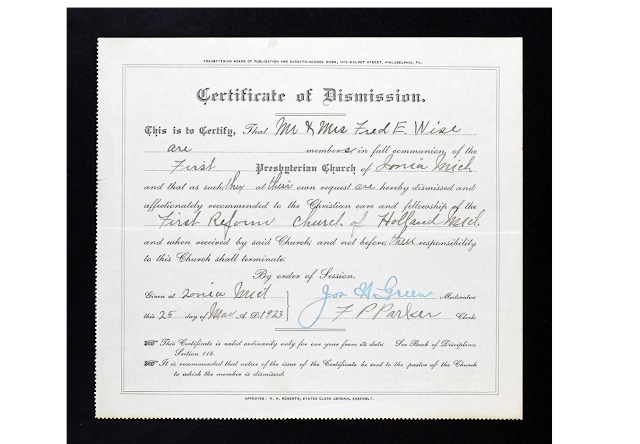 PRESBYTERIAN BOARD OF PUBLICATION AND SABBATH-SCHOOL WORK, 1319 WALNUT STREET, PHILADELPHIA, PA.
Certificate of Dismission.
This is to Certify, That Mr & Mrs Fred E. Wise
are members in full communion of the
First Presbyterian Church of Ionia Mich
and that as such, they at their own request are hereby dismissed and
affectionately recommended to the Christian care and fellowship of the
First Reform Church of Holland Mich.
and when received by said Church, and not before, their responsibility
to this Church shall terminate.
By order of Session.
Given at Ionia Mich
this 25 day of A. D. 1923
Jos H. Green Moderator
F P Parker Clerk
This Certificate is valid ordinarily only for one year from its date. See Book of Discipline,
Section 114.
It is recommended that notice of the issue of the Certificate be sent to the pastor of the Church
to which the member is dismissed.
APPROVED: W. H. ROBERTS, STATED CLERK GENERAL ASSEMBLY.